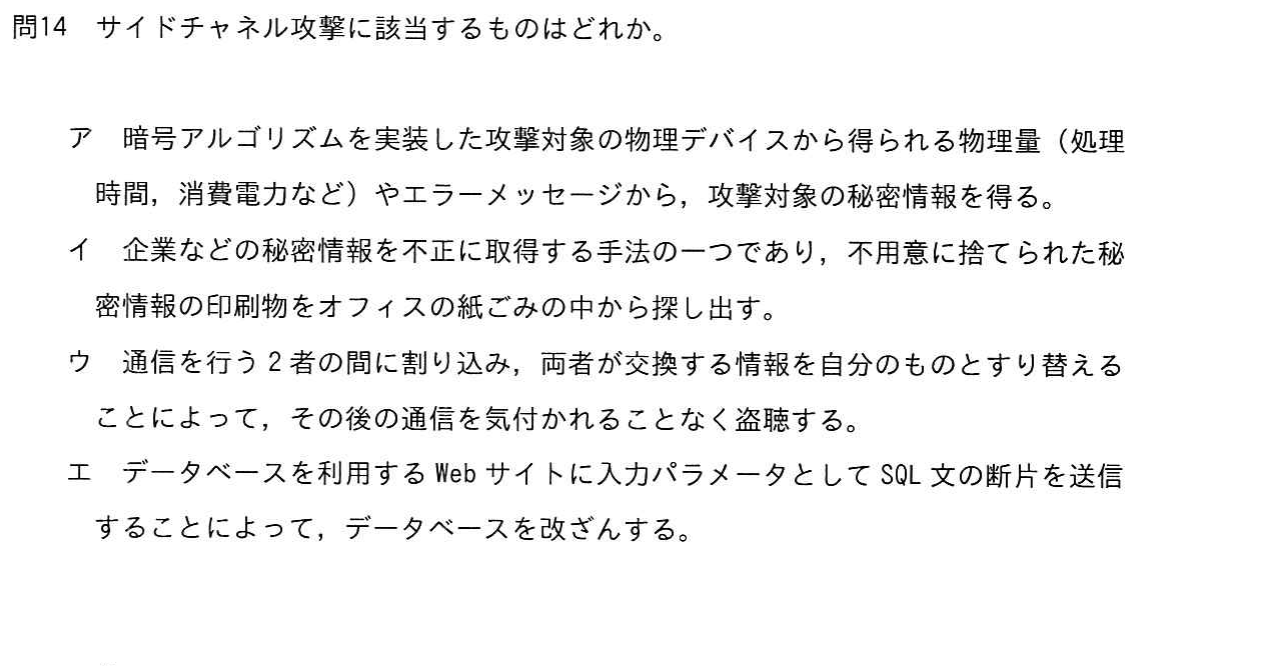 問14　サイドチャネル攻撃に該当するものはどれか。
ア　暗号アルゴリズムを実装した攻撃対象の物理デバイスから得られる物理量（処理
時間，消費電力など）やエラーメッセージから，攻撃対象の秘密情報を得る。
イ　企業などの秘密情報を不正に取得する手法の一つであり，不用意に捨てられた秘
密情報の印刷物をオフィスの紙ごみの中から探し出す。
ウ　通信を行う2者の間に割り込み，両者が交換する情報を自分のものとすり替える
ことによって，その後の通信を気付かれることなく盗聴する。
エ　データベースを利用する Web サイトに入力パラメータとして SQL 文の断片を送信
することによって，データベースを改ざんする。